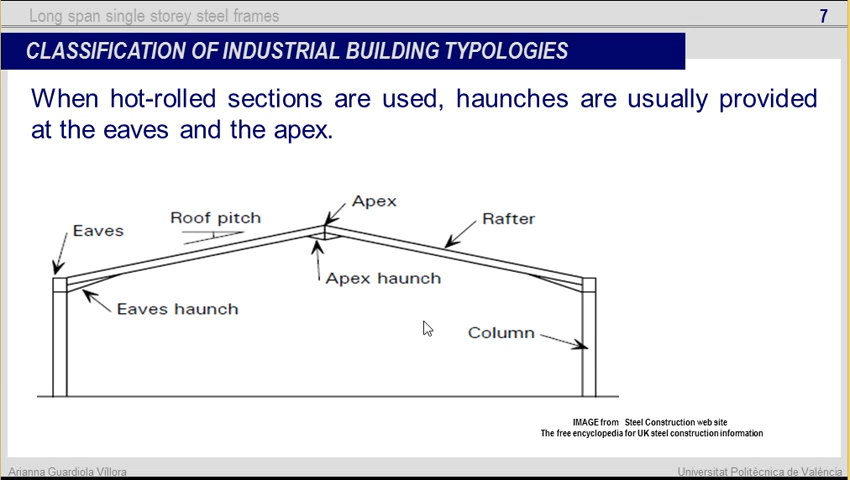 Long span single storey steel frames
7
CLASSIFICATION OF INDUSTRIAL BUILDING TYPOLOGIES
When hot-rolled sections are used, haunches are usually provided
at the eaves and the apex.
Apex
Roof pitch
Rafter
Eaves
Apex haunch
Eaves haunch
Column
IMAGE from Steel Construction web site
The free encyclopedia for UK steel construction information
Arianna Guardiola Víllora
Universitat Politècnica de València